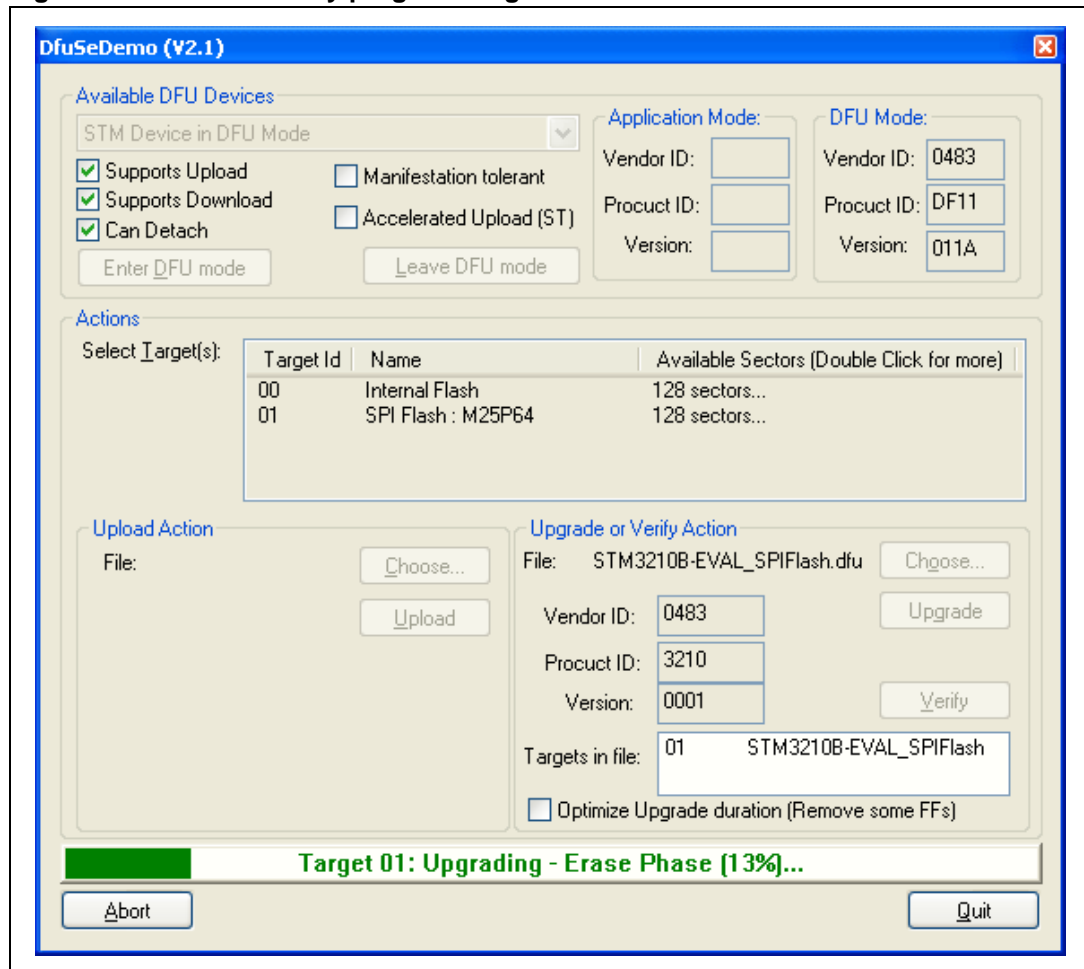 DfuSeDemo (V2.1)
Available DFU Devices
STM Device in DFU Mode
Supports Upload
Supports Download
Can Detach
Manifestation tolerant
Accelerated Upload (ST)
Enter DFU mode
Leave DFU mode
Application Mode:
Vendor ID:
Procuct ID:
Version:
DFU Mode:
Vendor ID: 0483
Procuct ID: DF11
Version: 011A
Actions
Select Target(s):
Target Id Name Available Sectors (Double Click for more)
00 Internal Flash 128 sectors...
01 SPI Flash : M25P64 128 sectors...
Upload Action
File: Choose...
Upload
Upgrade or Verify Action
File: STM3210B-EVAL_SPIFlash.dfu Choose...
Vendor ID: 0483 Upgrade
Procuct ID: 3210
Version: 0001 Verify
Targets in file: 01 STM3210B-EVAL_SPIFlash
Optimize Upgrade duration (Remove some FFs)
Target 01: Upgrading - Erase Phase (13%)...
Abort Quit